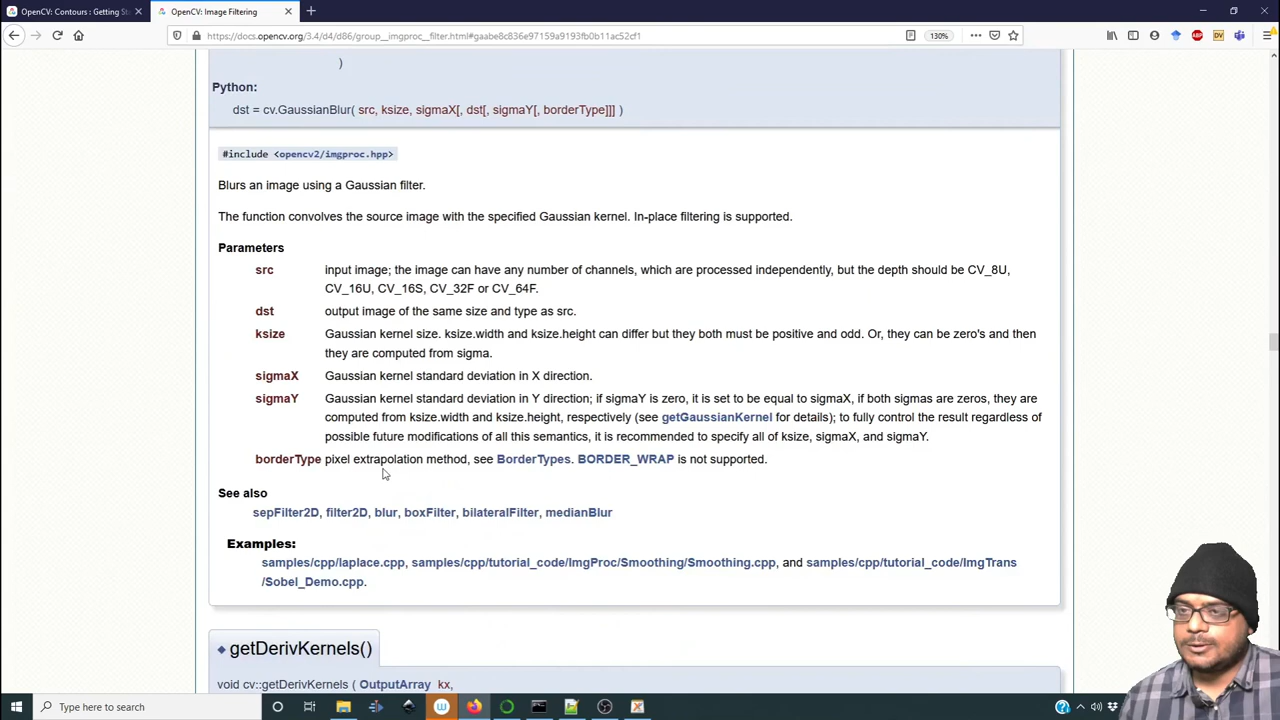 OpenCV: Contours : Getting Sta
OpenCV: Image Filtering
https://docs.opencv.org/3.4/d4/d86/group__imgproc__filter.html#gaabe8c836e97159a9193fb0b11ac52cf1
130%
)
Python:
dst = cv.GaussianBlur( src, ksize, sigmaX[, dst[, sigmaY[, borderType]]] )
#include <opencv2/imgproc.hpp>
Blurs an image using a Gaussian filter.
The function convolves the source image with the specified Gaussian kernel. In-place filtering is supported.
Parameters
src input image; the image can have any number of channels, which are processed independently, but the depth should be CV_8U,
CV_16U, CV_16S, CV_32F or CV_64F.
dst output image of the same size and type as src.
ksize Gaussian kernel size. ksize.width and ksize.height can differ but they both must be positive and odd. Or, they can be zero's and then
they are computed from sigma.
sigmaX Gaussian kernel standard deviation in X direction.
sigmaY Gaussian kernel standard deviation in Y direction; if sigmaY is zero, it is set to be equal to sigmaX, if both sigmas are zeros, they are
computed from ksize.width and ksize.height, respectively (see getGaussianKernel for details); to fully control the result regardless of
possible future modifications of all this semantics, it is recommended to specify all of ksize, sigmaX, and sigmaY.
borderType pixel extrapolation method, see BorderTypes. BORDER_WRAP is not supported.
See also
sepFilter2D, filter2D, blur, boxFilter, bilateralFilter, medianBlur
Examples:
samples/cpp/laplace.cpp, samples/cpp/tutorial_code/ImgProc/Smoothing/Smoothing.cpp, and samples/cpp/tutorial_code/ImgTrans
/Sobel_Demo.cpp.
◆ getDerivKernels()
void cv::getDerivKernels ( OutputArray kx,
Type here to search